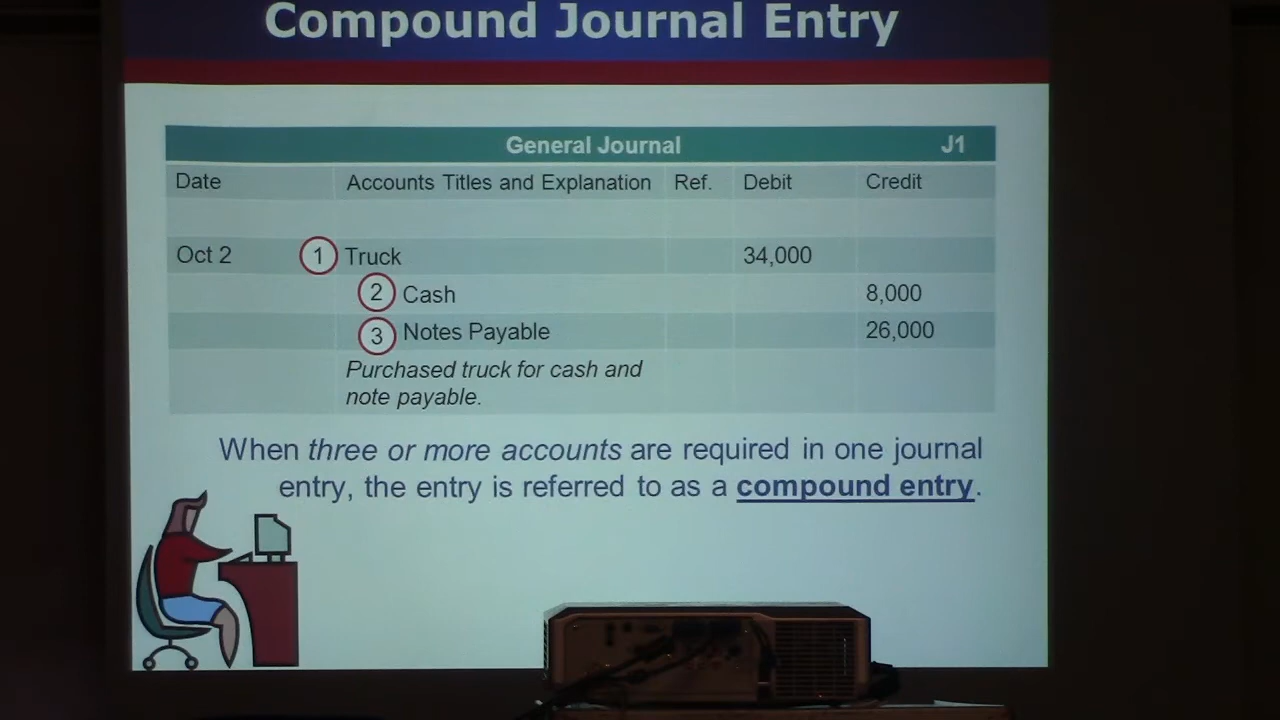 Compound Journal Entry
General Journal J1
Date Accounts Titles and Explanation Ref. Debit Credit
Oct 2 1 Truck 34,000
2 Cash 8,000
3 Notes Payable 26,000
Purchased truck for cash and
note payable.
When three or more accounts are required in one journal
entry, the entry is referred to as a compound entry.